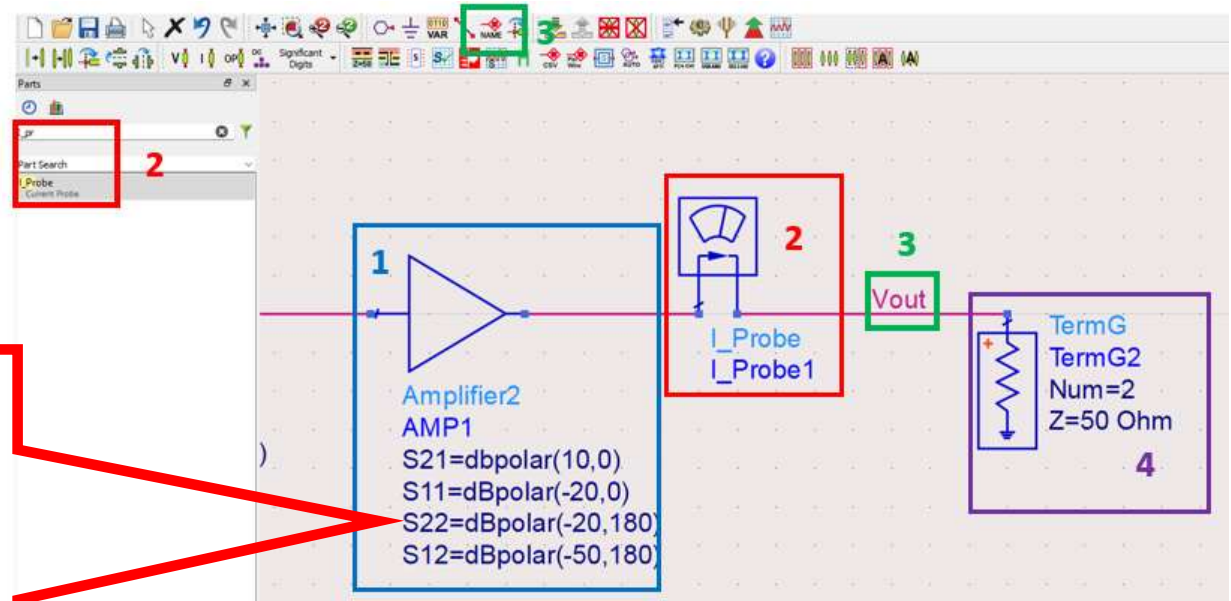 VAR
NAME
3
Significant
Digits
Parts
_pr
Part Search
2
I_Probe
Current Probe
1
2
3
Vout
I_Probe
I_Probe1
TermG
TermG2
Num=2
Z=50 Ohm
4
Amplifier2
AMP1
)
S21=dbpolar(10,0)
S11=dBpolar(-20,0)
S22=dBpolar(-20,180)
S12=dBpolar(-50,180)